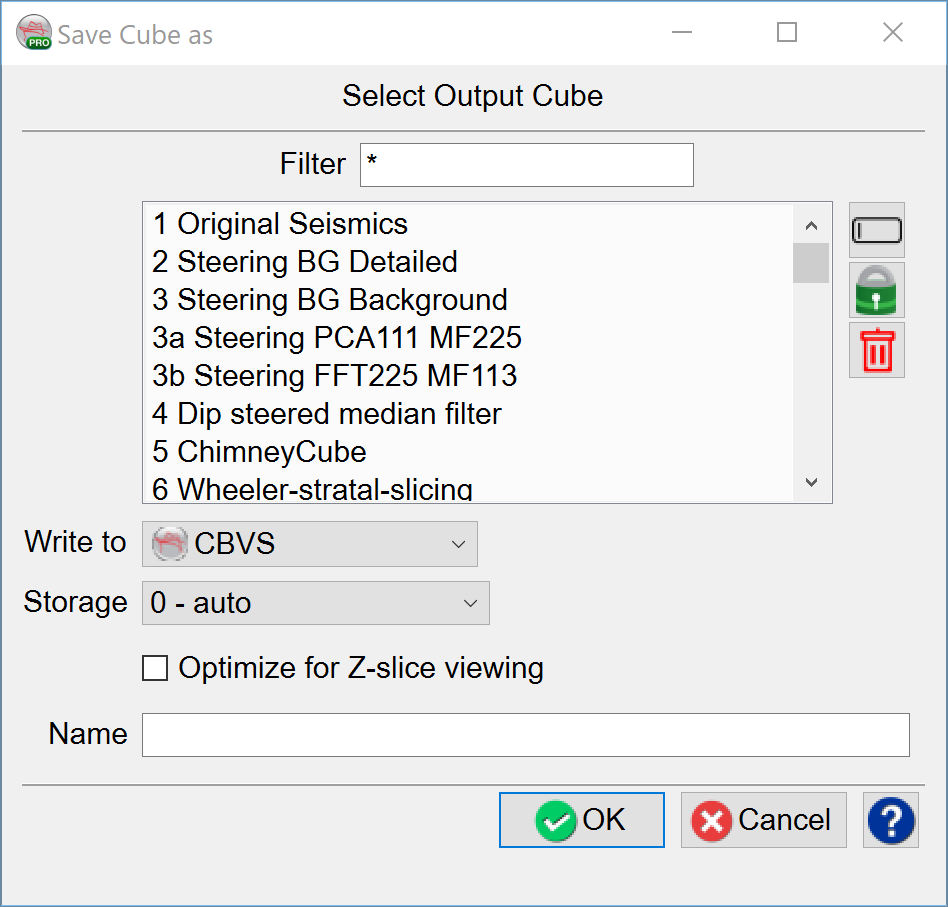 PRO
Save Cube as
Select Output Cube
Filter *
1 Original Seismics
2 Steering BG Detailed
3 Steering BG Background
3a Steering PCA111 MF225
3b Steering FFT225 MF113
4 Dip steered median filter
5 ChimneyCube
6 Wheeler-stratal-slicing
Write to CBVS
Storage 0 - auto
Optimize for Z-slice viewing
Name
OK Cancel ?